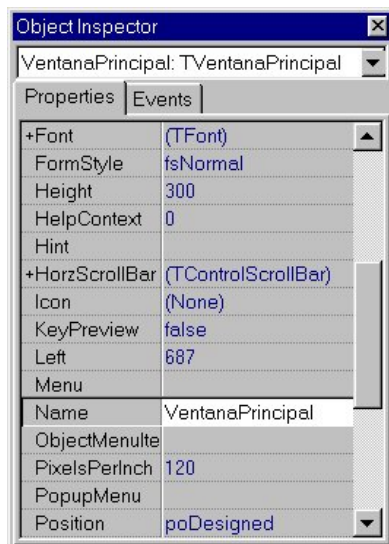 Object Inspector
VentanaPrincipal: TVentanaPrincipal
Properties Events
+Font (TFont)
FormStyle fsNormal
Height 300
HelpContext 0
Hint
+HorzScrollBar (TControlScrollBar)
Icon (None)
KeyPreview false
Left 687
Menu
Name VentanaPrincipal
ObjectMenuIte
PixelsPerInch 120
PopupMenu
Position poDesigned